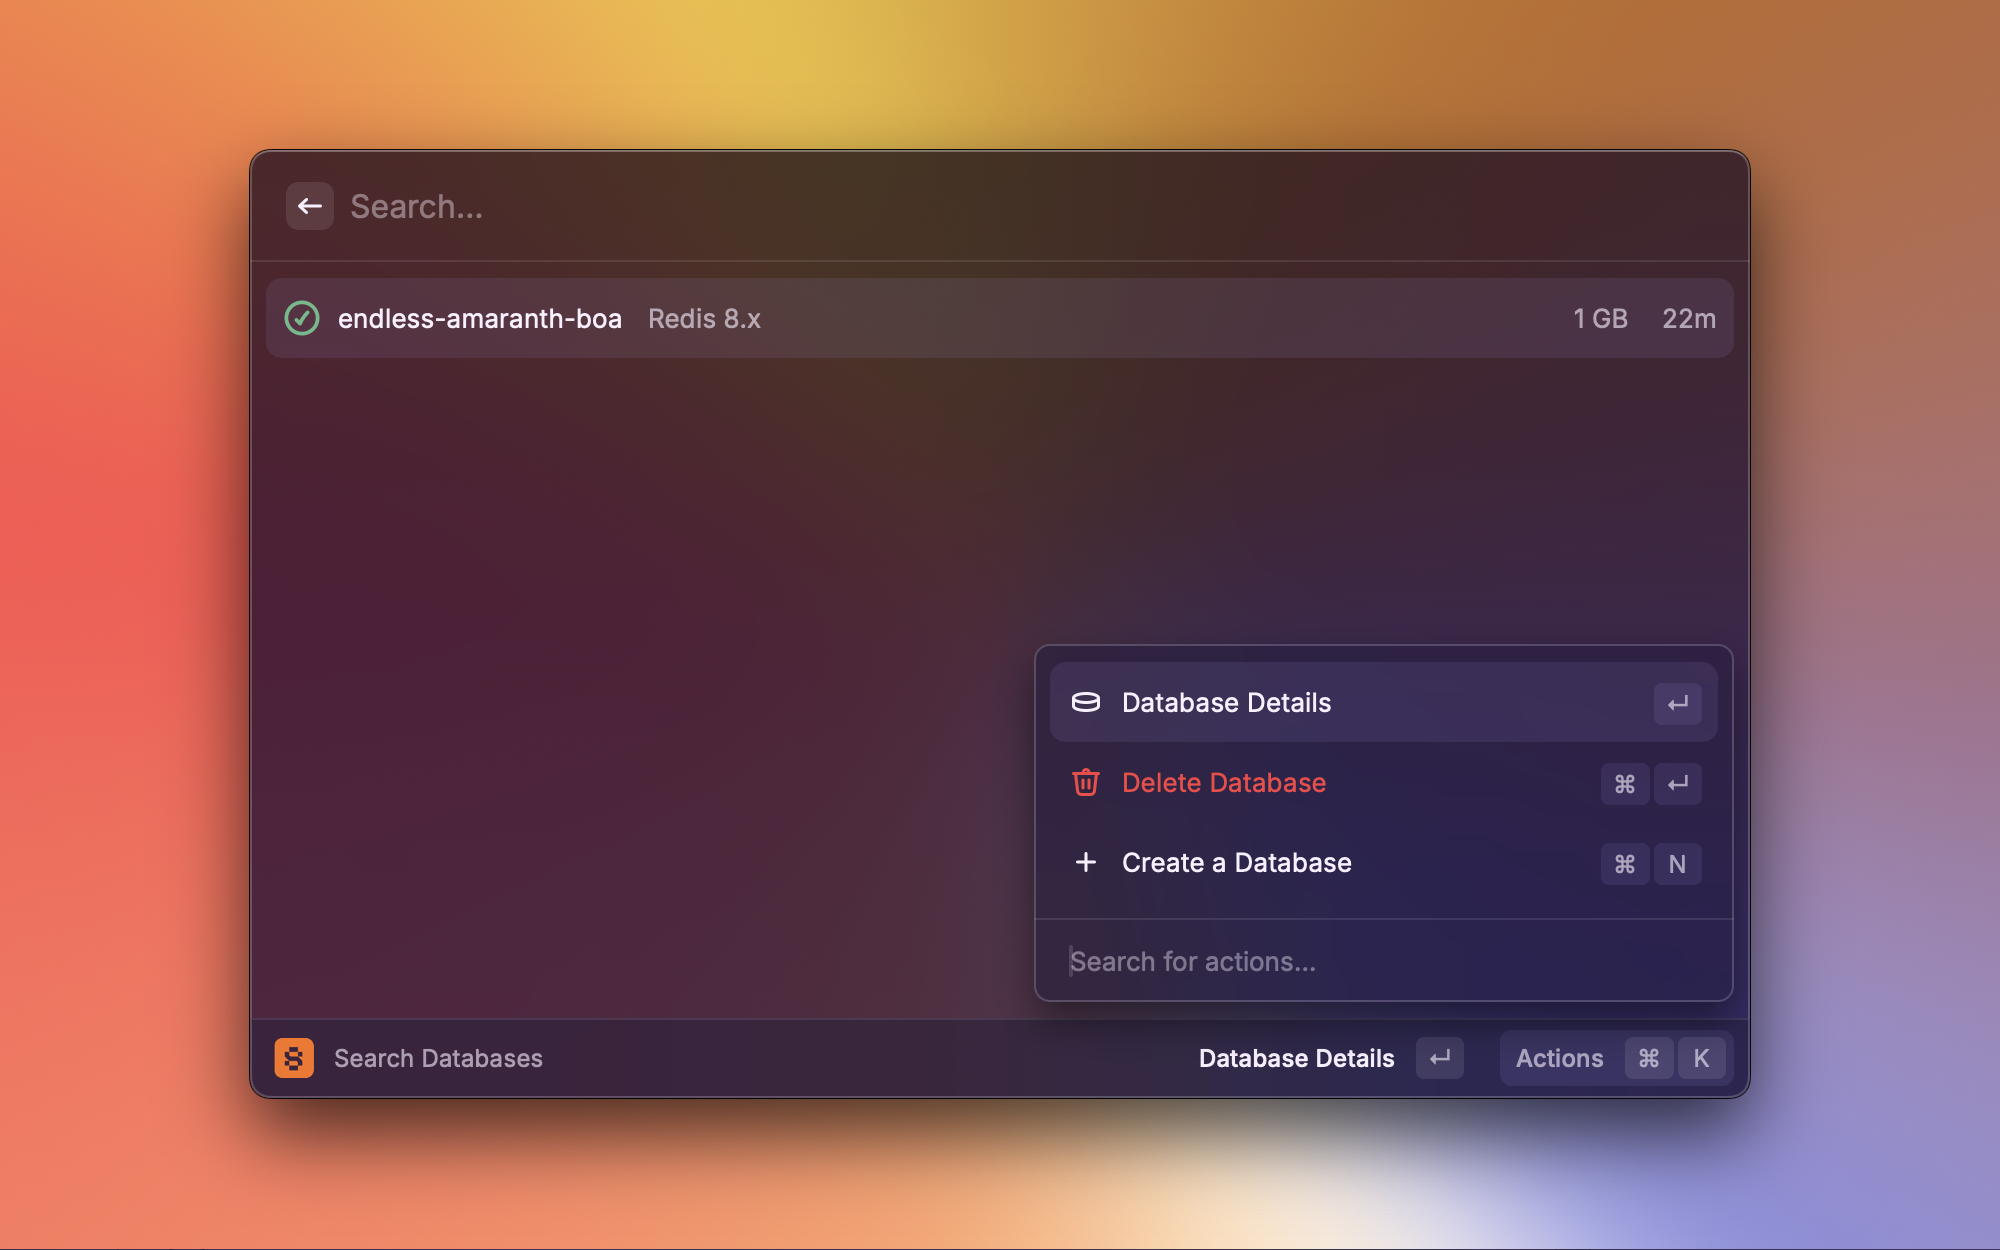 Search...
endless-amaranth-boa Redis 8.x 1 GB 22m
Database Details ↵
Delete Database ⌘ ↵
Create a Database ⌘ N
Search for actions...
Search Databases Database Details ↵ Actions ⌘ K